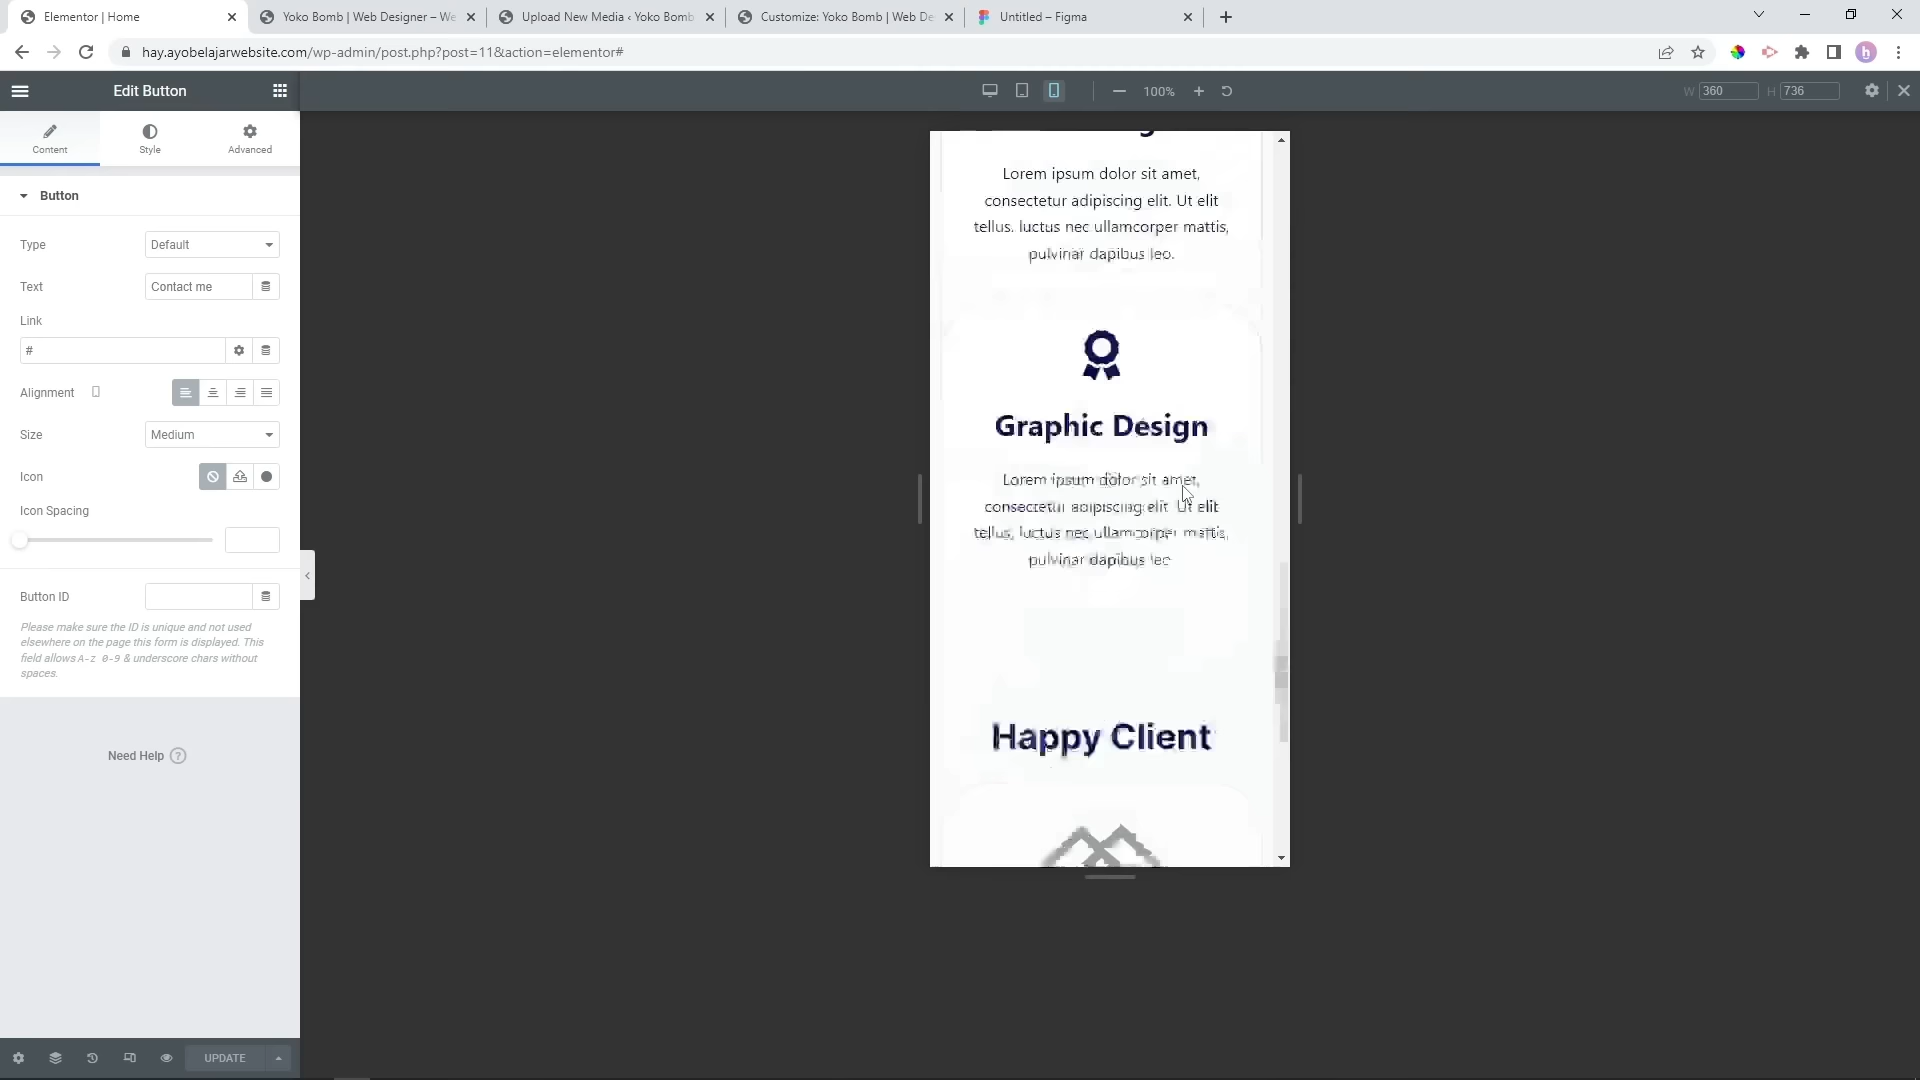 Elementor | Home
Yoko Bomb | Web Designer – We
Upload New Media ‹ Yoko Bomb
Customize: Yoko Bomb | Web De
Untitled – Figma
hay.ayobelajarwebsite.com/wp-admin/post.php?post=11&action=elementor#
h
Edit Button
100%
W 360
H 736
Content
Style
Advanced
Button
Type
Default
Text
Contact me
Link
#
Alignment
Size
Medium
Icon
Icon Spacing
Button ID
Please make sure the ID is unique and not used
elsewhere on the page this form is displayed. This
field allows A-z 0-9 & underscore chars without
spaces.
Need Help ?
UPDATE
Lorem ipsum dolor sit amet,
consectetur adipiscing elit. Ut elit
tellus. luctus nec ullamcorper mattis,
pulvinar dapibus leo.
Graphic Design
Lorem ipsum dolor sit amet,
consectetur adipiscing elit Ut elit
tellus, luctus nec ullamcorper mattis,
pulvinar dapibus leo
Happy Client